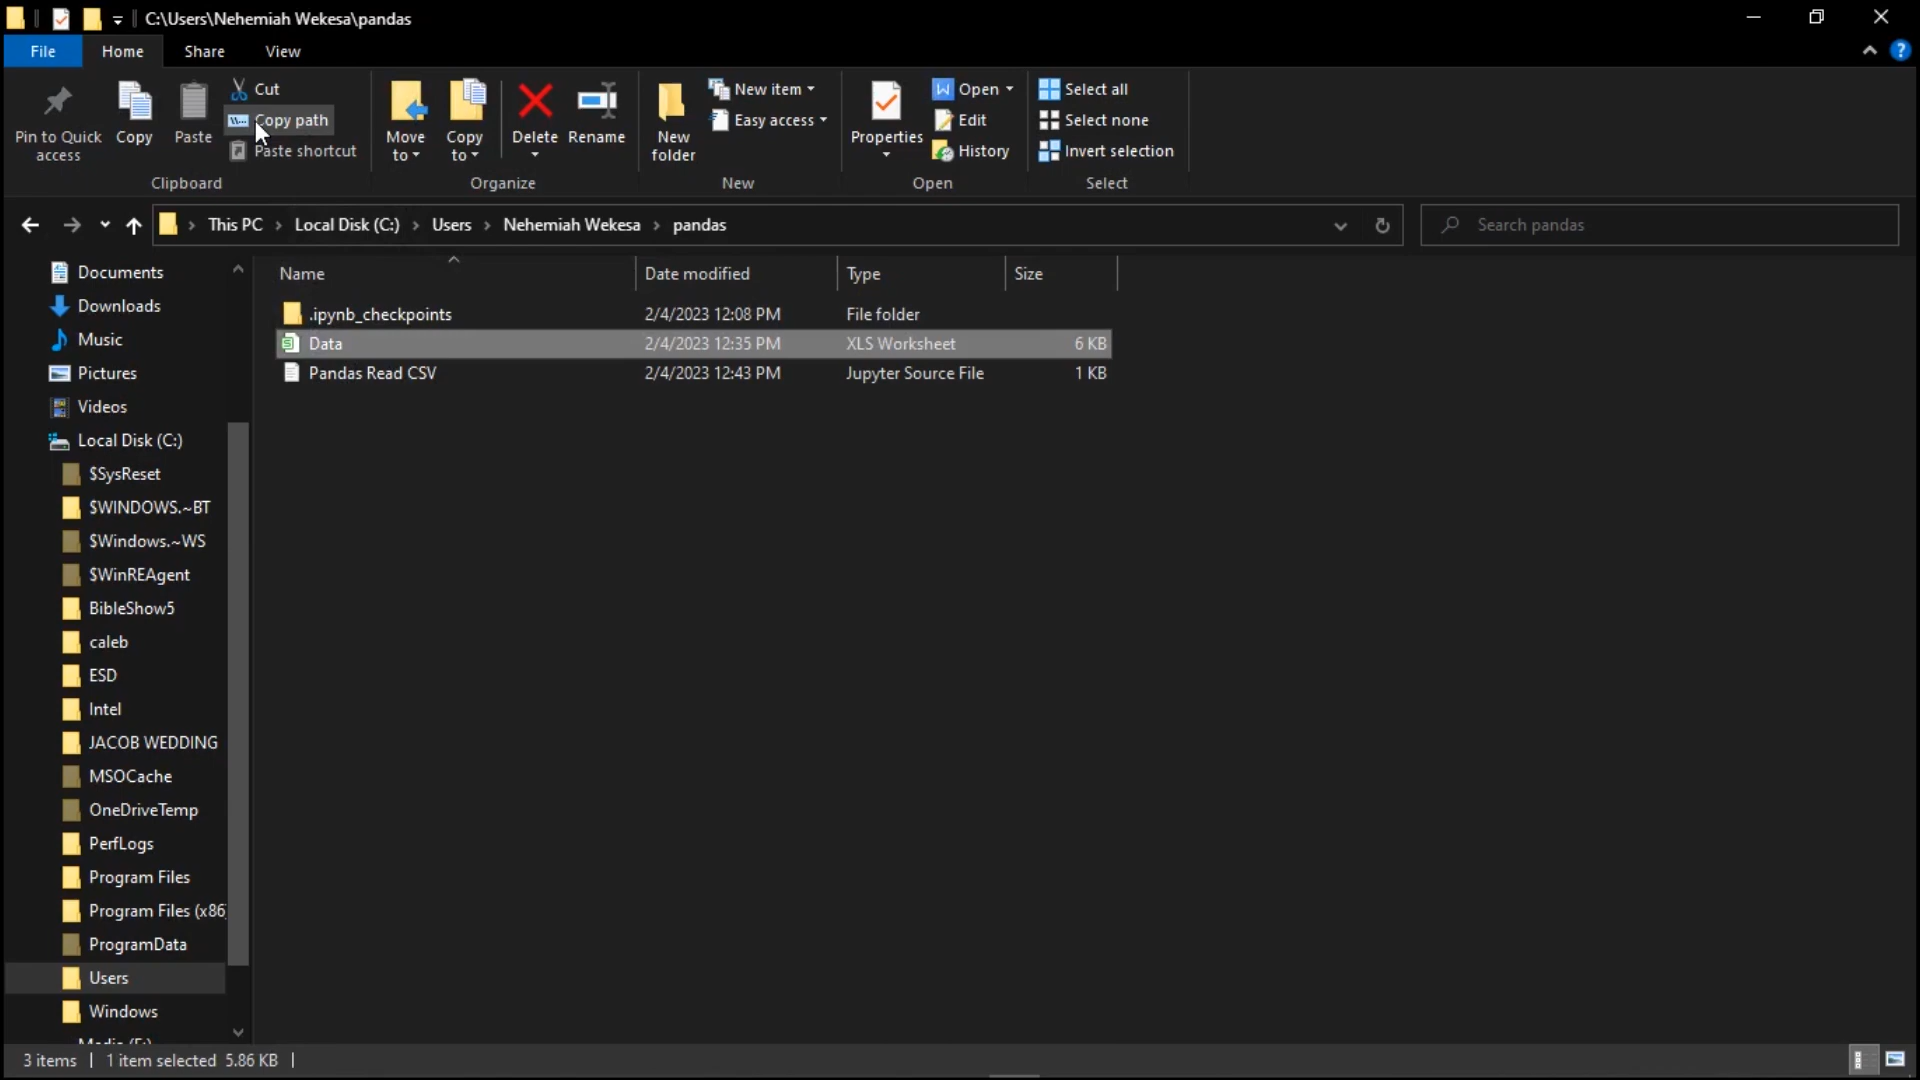 C:\Users\Nehemiah Wekesa\pandas
File Home Share View
Pin to Quick access
Copy
Paste
Cut
Copy path
Paste shortcut
Move to
Copy to
Delete
Rename
New folder
New item
Easy access
Properties
Open
Edit
History
Select all
Select none
Invert selection
Clipboard Organize New Open Select
This PC Local Disk (C:) Users Nehemiah Wekesa pandas
Search pandas
Documents
Downloads
Music
Pictures
Videos
Local Disk (C:)
$SysReset
$WINDOWS.~BT
$Windows.~WS
$WinREAgent
BibleShow5
caleb
ESD
Intel
JACOB WEDDING
MSOCache
OneDriveTemp
PerfLogs
Program Files
Program Files (x86)
ProgramData
Users
Windows
Name Date modified Type Size
.ipynb_checkpoints 2/4/2023 12:08 PM File folder
Data 2/4/2023 12:35 PM XLS Worksheet 6 KB
Pandas Read CSV 2/4/2023 12:43 PM Jupyter Source File 1 KB
3 items 1 item selected 5.86 KB